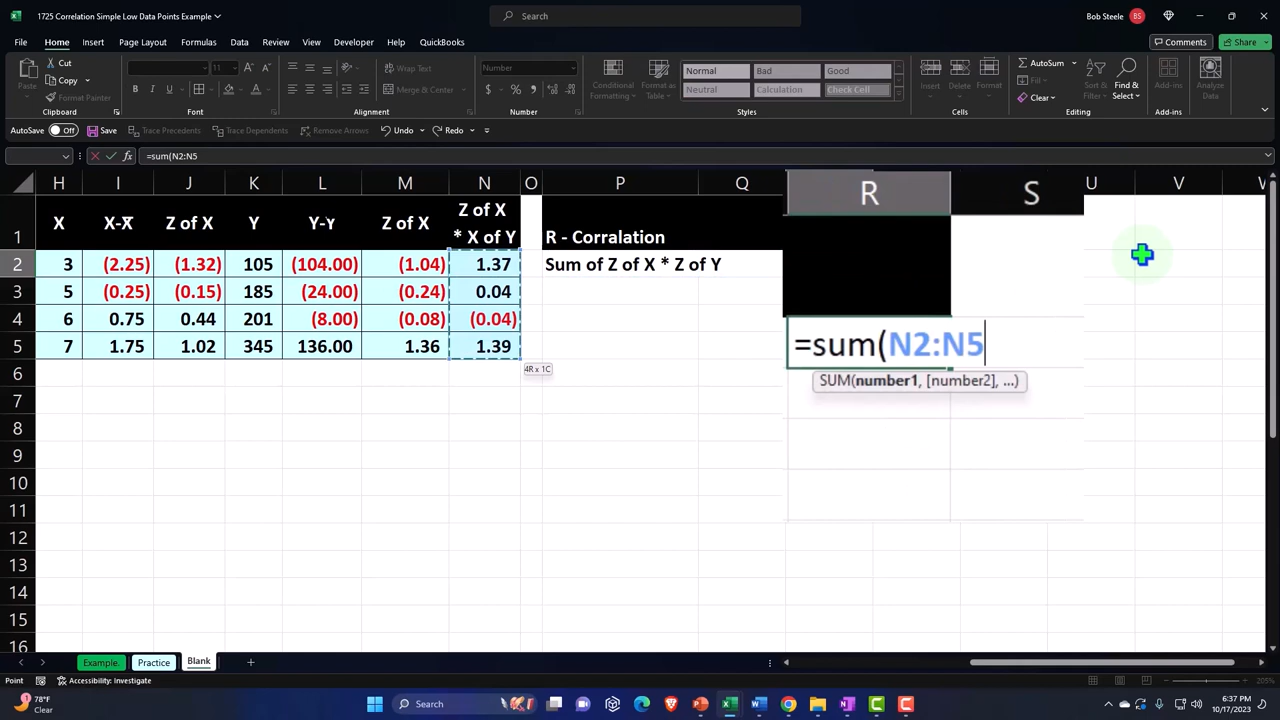 1725 Correlation Simple Low Data Points Example
Search
Bob Steele BS
File Home Insert Page Layout Formulas Data Review View Developer Help QuickBooks
Comments Share
Paste
Cut
Copy
Format Painter
Clipboard
11
Font
Wrap Text
Merge & Center
Alignment
Number
Number
Conditional Formatting
Format as Table
Normal Bad Good
Neutral Calculation Check Cell
Styles
Insert Delete Format
Cells
AutoSum
Fill
Clear
Sort & Filter
Find & Select
Editing
Add-ins
Add-ins
Analyze Data
AutoSave Off Save Trace Precedents Trace Dependents Remove Arrows Undo Redo
=sum(N2:N5
H I J K L M N O P Q R S U V W
1 X X-X̅ Z of X Y Y-Y̅ Z of X Z of X * X of Y R - Corralation
2 3 (2.25) (1.32) 105 (104.00) (1.04) 1.37 Sum of Z of X * Z of Y
3 5 (0.25) (0.15) 185 (24.00) (0.24) 0.04
4 6 0.75 0.44 201 (8.00) (0.08) (0.04) =sum(N2:N5
5 7 1.75 1.02 345 136.00 1.36 1.39
4R x 1C
SUM(number1, [number2], ...)
6
7
8
9
10
11
12
13
14
15
16
Example Practice Blank
Point Accessibility: Investigate
205%
78°F
Clear
Search
6:37 PM
10/17/2023